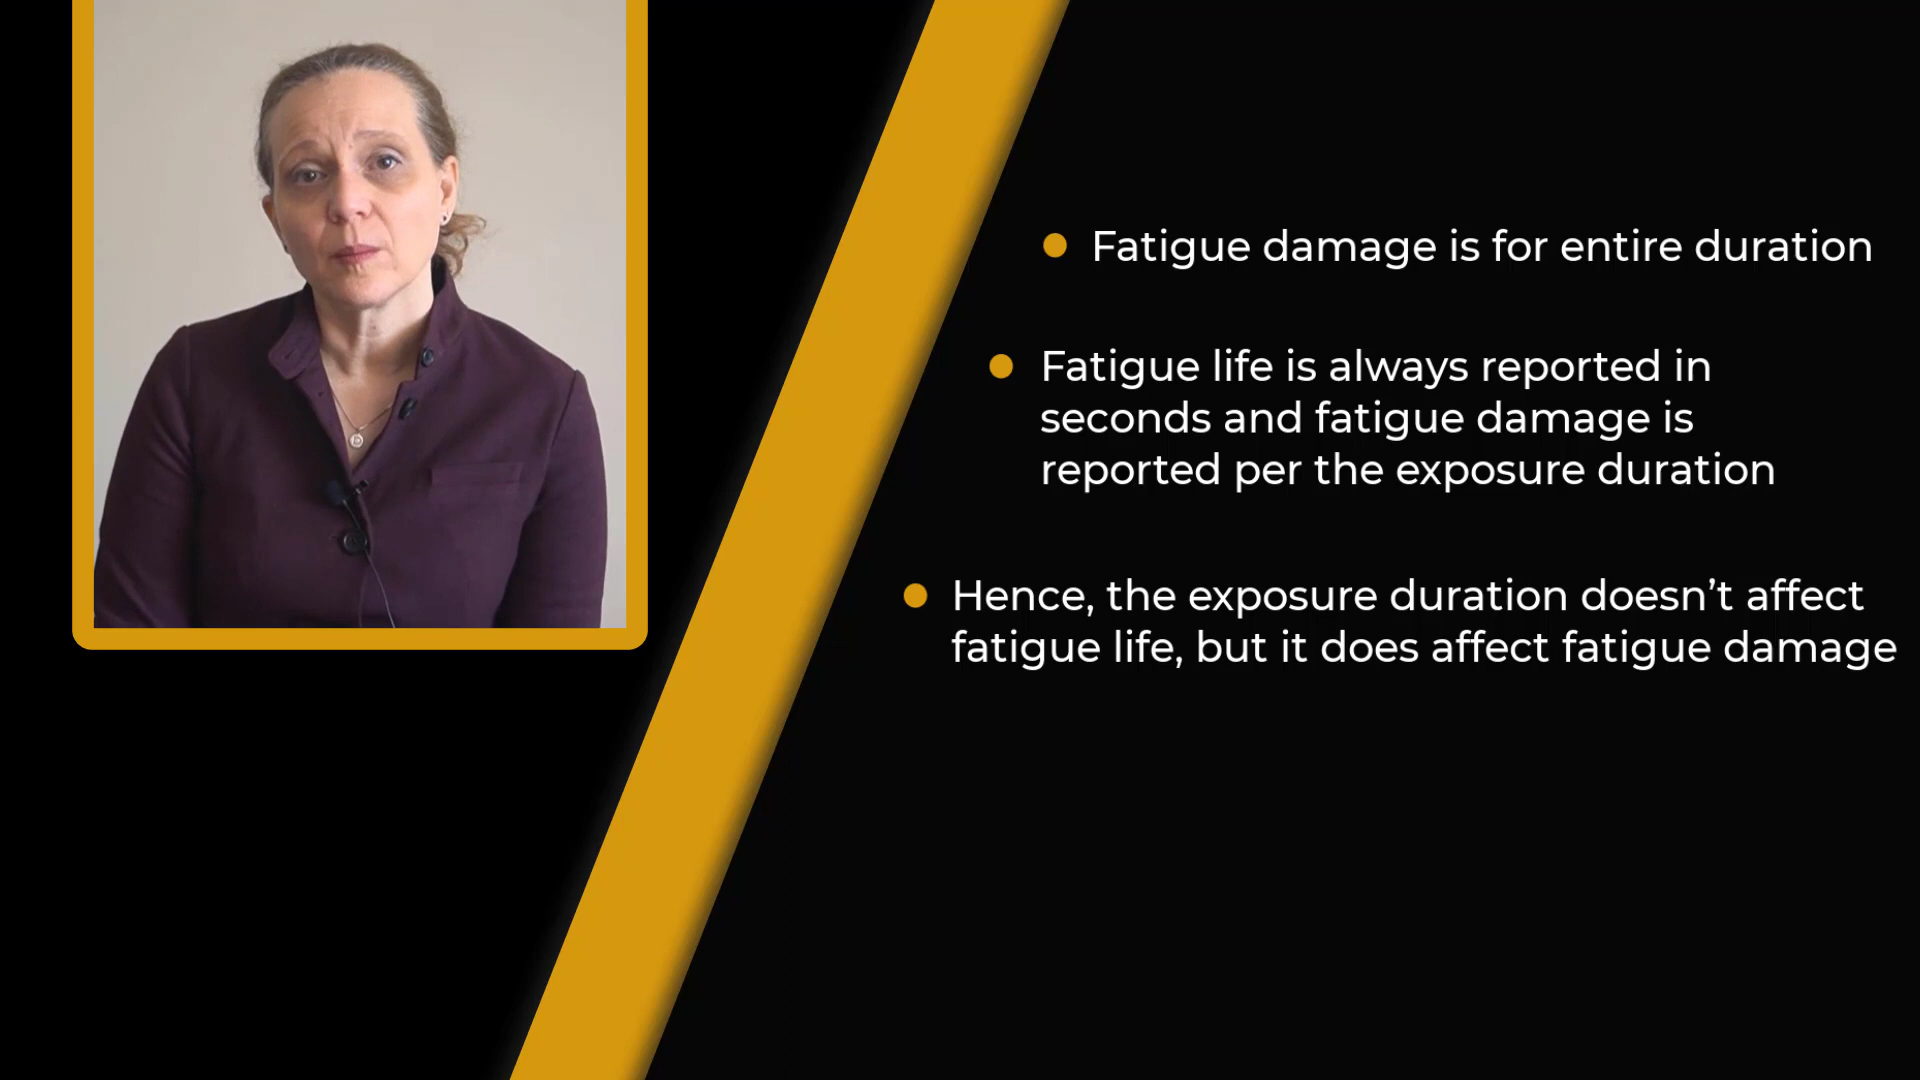 Fatigue damage is for entire duration
Fatigue life is always reported in
seconds and fatigue damage is
reported per the exposure duration
Hence, the exposure duration doesn’t affect
fatigue life, but it does affect fatigue damage